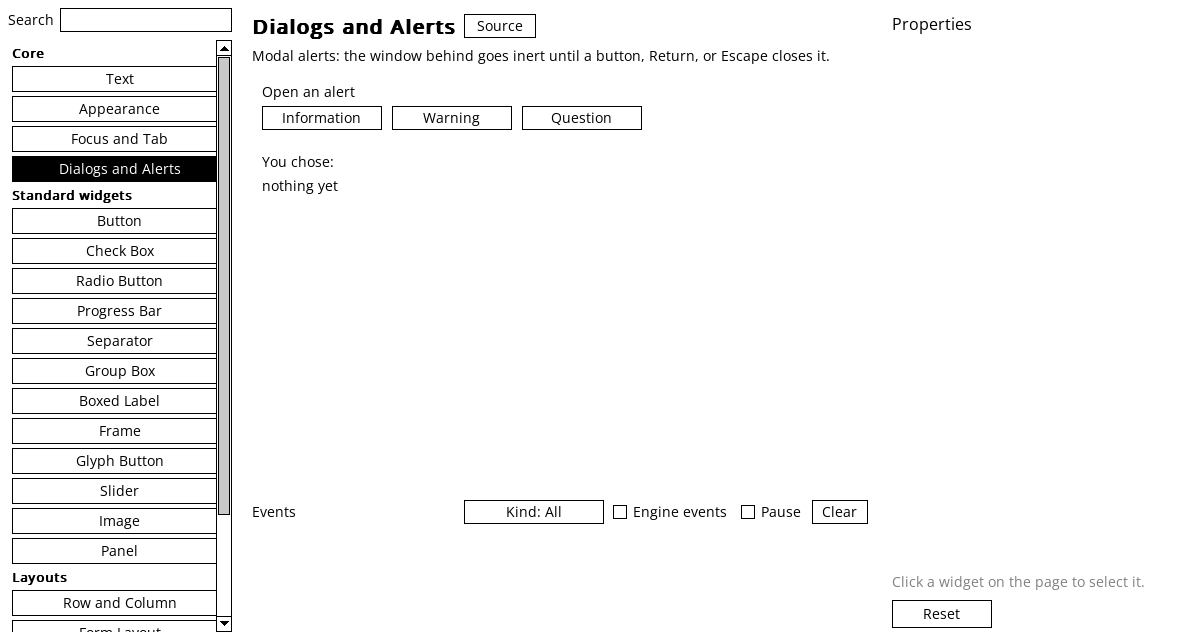 Search
Core
Text
Appearance
Focus and Tab
Dialogs and Alerts
Standard widgets
Button
Check Box
Radio Button
Progress Bar
Separator
Group Box
Boxed Label
Frame
Glyph Button
Slider
Image
Panel
Layouts
Row and Column
Form Layout
Dialogs and Alerts
Source
Modal alerts: the window behind goes inert until a button, Return, or Escape closes it.
Open an alert
Information
Warning
Question
You chose:
nothing yet
Events
Kind: All
Engine events
Pause
Clear
Properties
Click a widget on the page to select it.
Reset